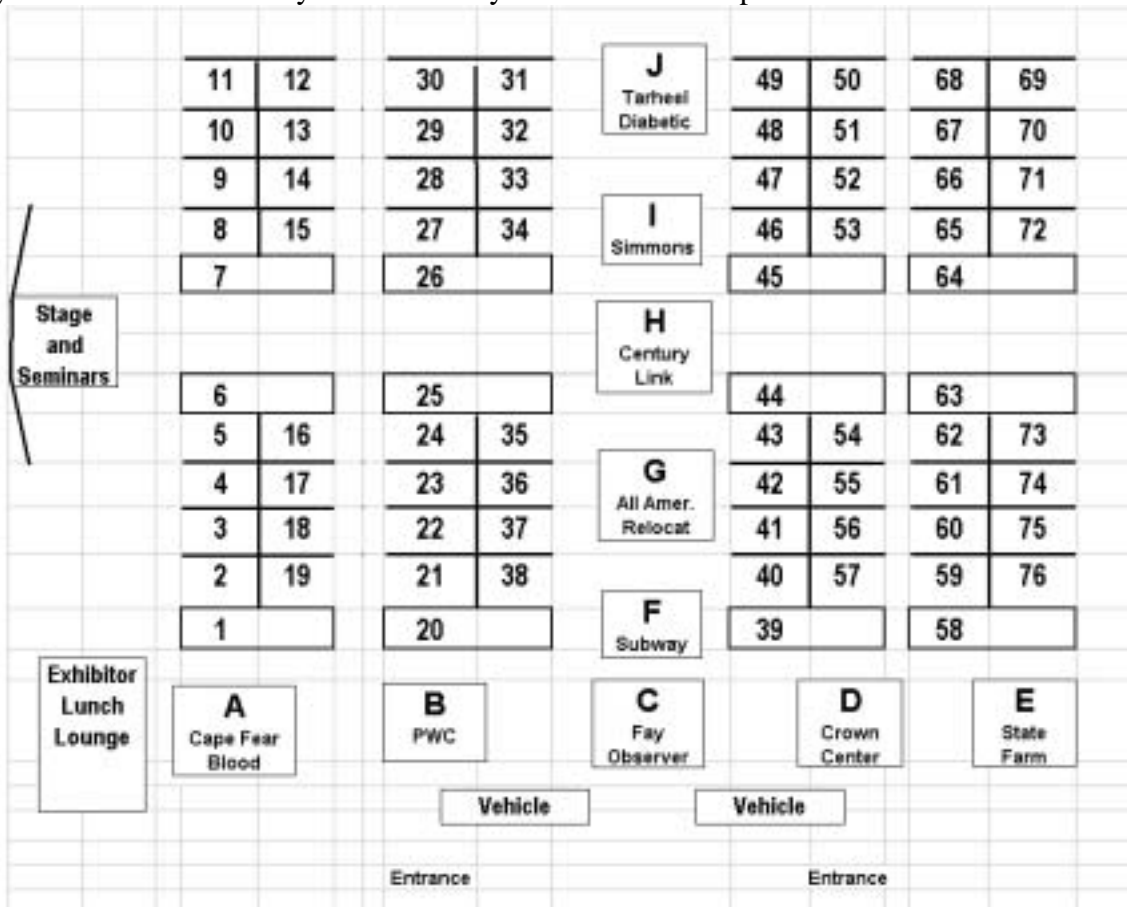 11 12 30 31 J 49 50 68 69
Tarheel
Diabetic
10 13 29 32 48 51 67 70
9 14 28 33 47 52 66 71
8 15 27 34 I 46 53 65 72
Simmons
7 26 45 64
Stage
and
Seminars
H
Century
Link
6 25 44 63
5 16 24 35 43 54 62 73
4 17 23 36 G 42 55 61 74
All Amer.
Relocat
3 18 22 37 41 56 60 75
2 19 21 38 40 57 59 76
1 20 F 39 58
Subway
Exhibitor
Lunch
Lounge
A
Cape Fear
Blood
B
PWC
C
Fay
Observer
D
Crown
Center
E
State
Farm
Vehicle Vehicle
Entrance Entrance